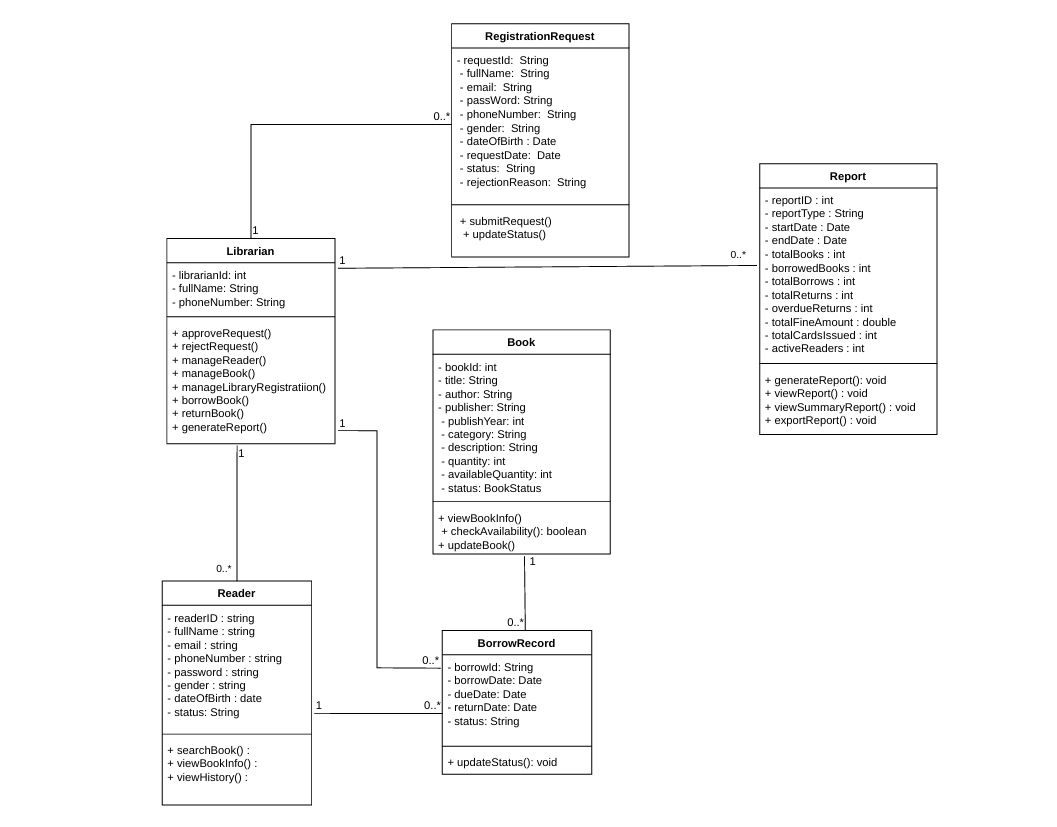 RegistrationRequest
- requestId:  String
- fullName:  String
- email:  String
- passWord: String
- phoneNumber:  String
- gender:  String
- dateOfBirth : Date
- requestDate:  Date
- status:  String
- rejectionReason:  String
+ submitRequest()
+ updateStatus()
0..*
1
Librarian
- librarianId: int
- fullName: String
- phoneNumber: String
+ approveRequest()
+ rejectRequest()
+ manageReader()
+ manageBook()
+ manageLibraryRegistratiion()
+ borrowBook()
+ returnBook()
+ generateReport()
1
0..*
Report
- reportID : int
- reportType : String
- startDate : Date
- endDate : Date
- totalBooks : int
- borrowedBooks : int
- totalBorrows : int
- totalReturns : int
- overdueReturns : int
- totalFineAmount : double
- totalCardsIssued : int
- activeReaders : int
+ generateReport(): void
+ viewReport() : void
+ viewSummaryReport() : void
+ exportReport() : void
Book
- bookId: int
- title: String
- author: String
- publisher: String
- publishYear: int
- category: String
- description: String
- quantity: int
- availableQuantity: int
- status: BookStatus
+ viewBookInfo()
+ checkAvailability(): boolean
+ updateBook()
1
1
1
0..*
0..*
Reader
- readerID : string
- fullName : string
- email : string
- phoneNumber : string
- password : string
- gender : string
- dateOfBirth : date
- status: String
+ searchBook() :
+ viewBookInfo() :
+ viewHistory() :
0..*
1
0..*
BorrowRecord
- borrowId: String
- borrowDate: Date
- dueDate: Date
- returnDate: Date
- status: String
+ updateStatus(): void